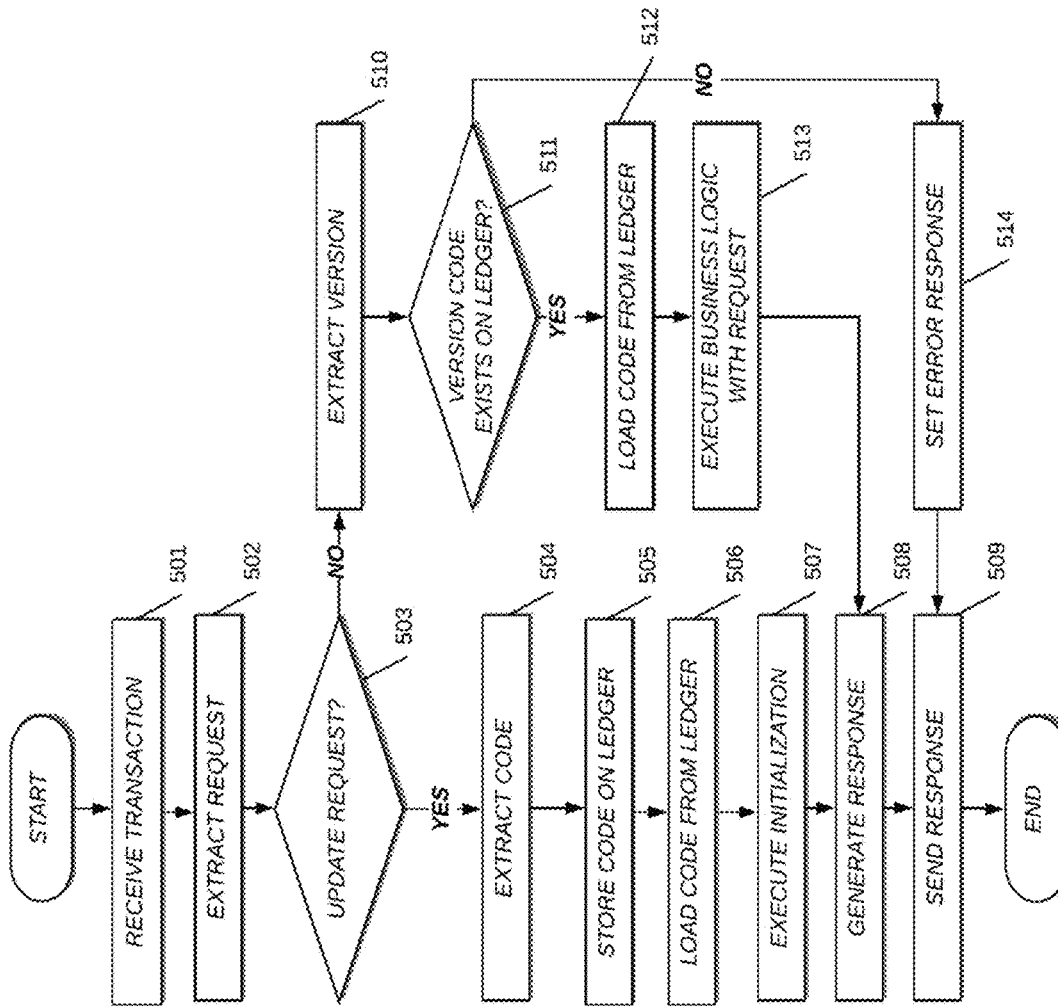 START
RECEIVE TRANSACTION
501
EXTRACT REQUEST
502
UPDATE REQUEST?
503
NO
YES
EXTRACT CODE
504
STORE CODE ON LEDGER
505
LOAD CODE FROM LEDGER
506
EXECUTE INITIALIZATION
507
GENERATE RESPONSE
508
SEND RESPONSE
509
END
EXTRACT VERSION
510
VERSION CODE
EXISTS ON LEDGER?
511
NO
YES
LOAD CODE FROM LEDGER
512
EXECUTE BUSINESS LOGIC
WITH REQUEST
513
SET ERROR RESPONSE
514